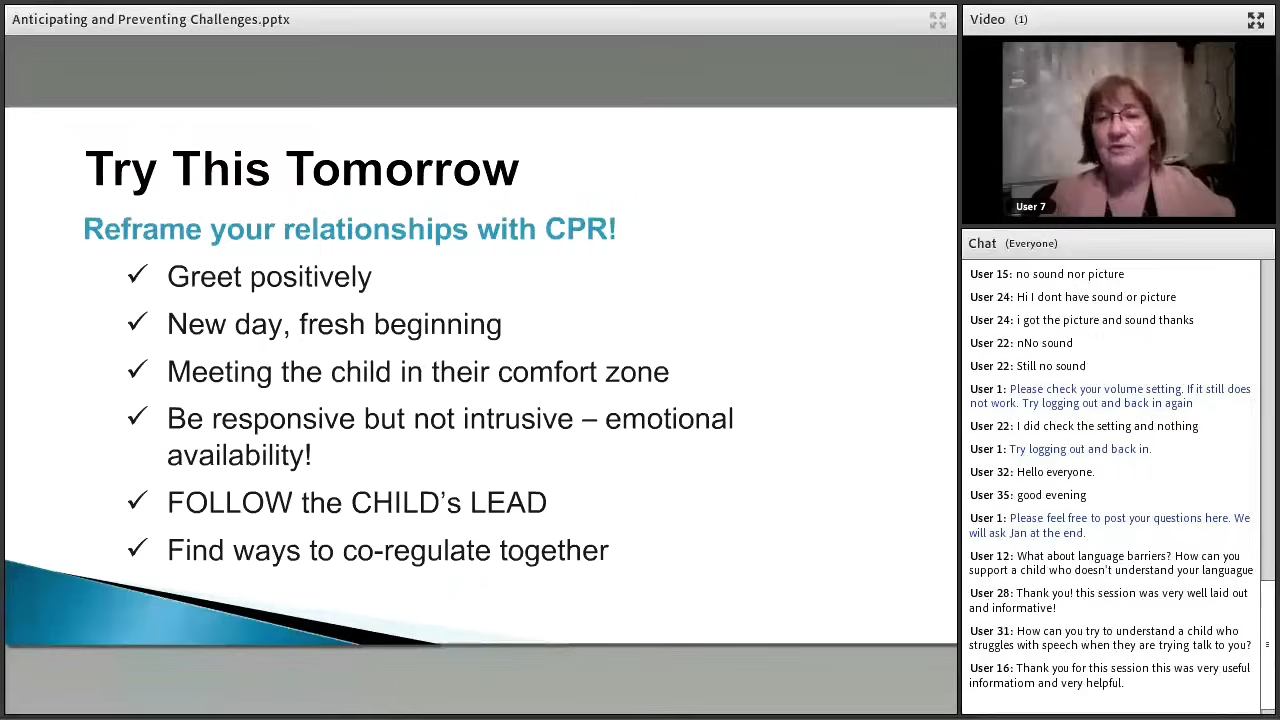 Anticipating and Preventing Challenges.pptx
Try This Tomorrow
Reframe your relationships with CPR!
✓ Greet positively
✓ New day, fresh beginning
✓ Meeting the child in their comfort zone
✓ Be responsive but not intrusive – emotional
availability!
✓ FOLLOW the CHILD’s LEAD
✓ Find ways to co-regulate together
Video (1)
User 7
Chat (Everyone)
User 15: no sound nor picture
User 24: Hi I dont have sound or picture
User 24: i got the picture and sound thanks
User 22: nNo sound
User 22: Still no sound
User 1: Please check your volume setting. If it still does
not work. Try logging out and back in again
User 22: I did check the setting and nothing
User 1: Try logging out and back in.
User 32: Hello everyone.
User 35: good evening
User 1: Please feel free to post your questions here. We
will ask Jan at the end.
User 12: What about language barriers? How can you
support a child who doesn't understand your languague
User 28: Thank you! this session was very well laid out
and informative!
User 31: How can you try to understand a child who
struggles with speech when they are trying talk to you?
User 16: Thank you for this session this was very useful
informatiom and very helpful.